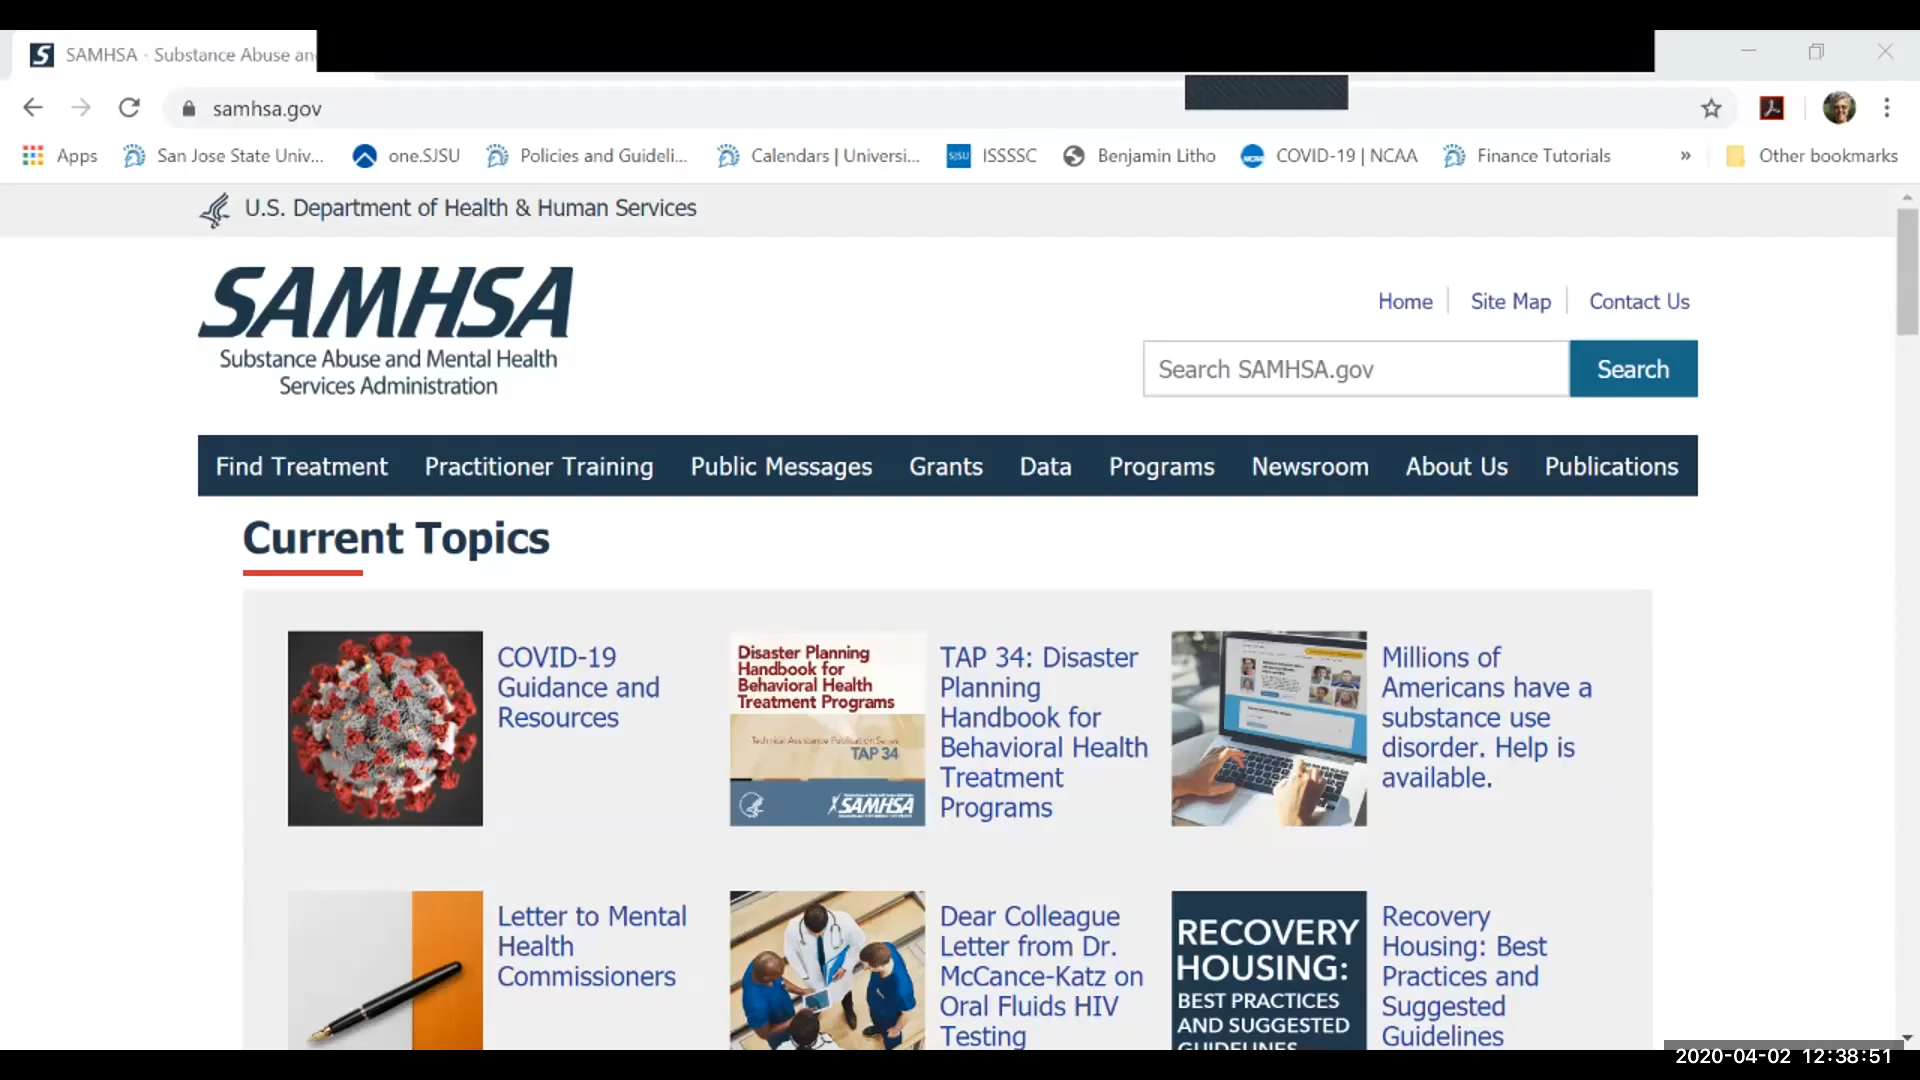 SAMHSA - Substance Abuse an
samhsa.gov
Apps San Jose State Univ... one.SJSU Policies and Guideli... Calendars | Universi... SJSU ISSSSC Benjamin Litho COVID-19 | NCAA Finance Tutorials » Other bookmarks
U.S. Department of Health & Human Services
SAMHSA
Substance Abuse and Mental Health
Services Administration
Home Site Map Contact Us
Search SAMHSA.gov Search
Find Treatment Practitioner Training Public Messages Grants Data Programs Newsroom About Us Publications
Current Topics
COVID-19
Guidance and
Resources
Disaster Planning
Handbook for
Behavioral Health
Treatment Programs
Technical Assistance Publication Series
TAP 34
SAMHSA
TAP 34: Disaster
Planning
Handbook for
Behavioral Health
Treatment
Programs
Millions of
Americans have a
substance use
disorder. Help is
available.
Letter to Mental
Health
Commissioners
Dear Colleague
Letter from Dr.
McCance-Katz on
Oral Fluids HIV
Testing
RECOVERY
HOUSING:
BEST PRACTICES
AND SUGGESTED
GUIDELINES
Recovery
Housing: Best
Practices and
Suggested
Guidelines
2020-04-02 12:38:51